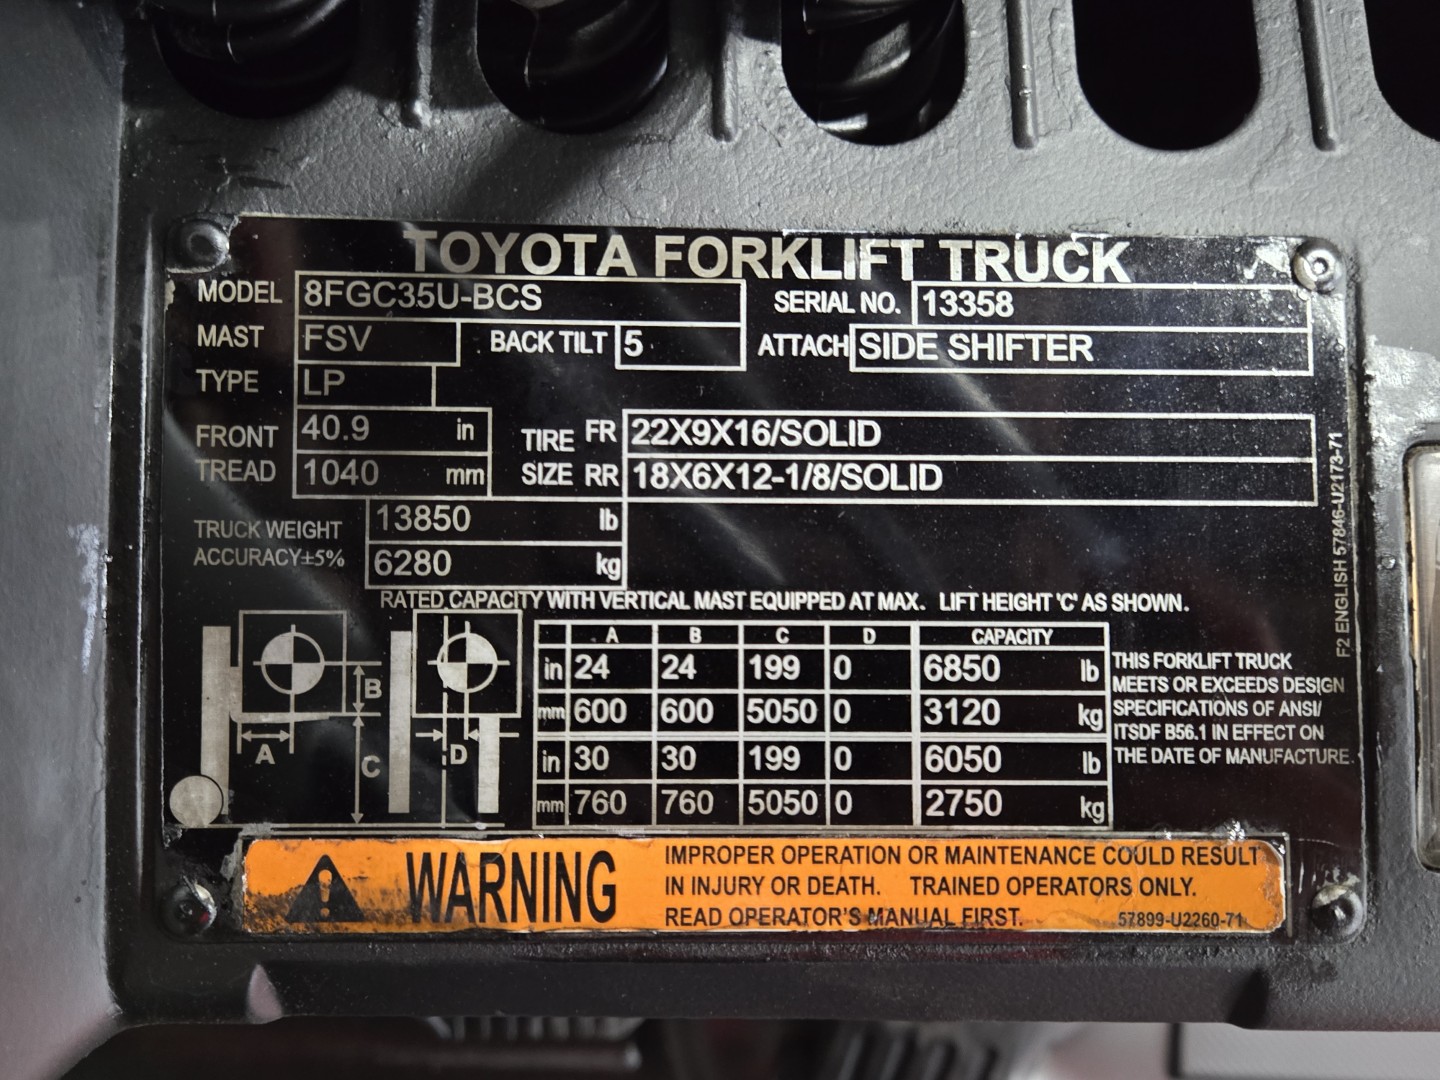 TOYOTA FORKLIFT TRUCK
MODEL 8FGC35U-BCS SERIAL NO. 13358
MAST FSV BACK TILT 5 ATTACH SIDE SHIFTER
TYPE LP
FRONT TREAD 40.9 in
1040 mm
TIRE SIZE FR 22X9X16/SOLID
RR 18X6X12-1/8/SOLID
TRUCK WEIGHT 13850 lb
ACCURACY±5% 6280 kg
RATED CAPACITY WITH VERTICAL MAST EQUIPPED AT MAX. LIFT HEIGHT 'C' AS SHOWN.
A B C D
A B C D CAPACITY
in 24 24 199 0 6850 lb
mm 600 600 5050 0 3120 kg
in 30 30 199 0 6050 lb
mm 760 760 5050 0 2750 kg
THIS FORKLIFT TRUCK
MEETS OR EXCEEDS DESIGN
SPECIFICATIONS OF ANSI/
ITSDF B56.1 IN EFFECT ON
THE DATE OF MANUFACTURE.
F2 ENGLISH 57846-U2173-71
WARNING
IMPROPER OPERATION OR MAINTENANCE COULD RESULT
IN INJURY OR DEATH. TRAINED OPERATORS ONLY.
READ OPERATOR'S MANUAL FIRST. 57899-U2260-71